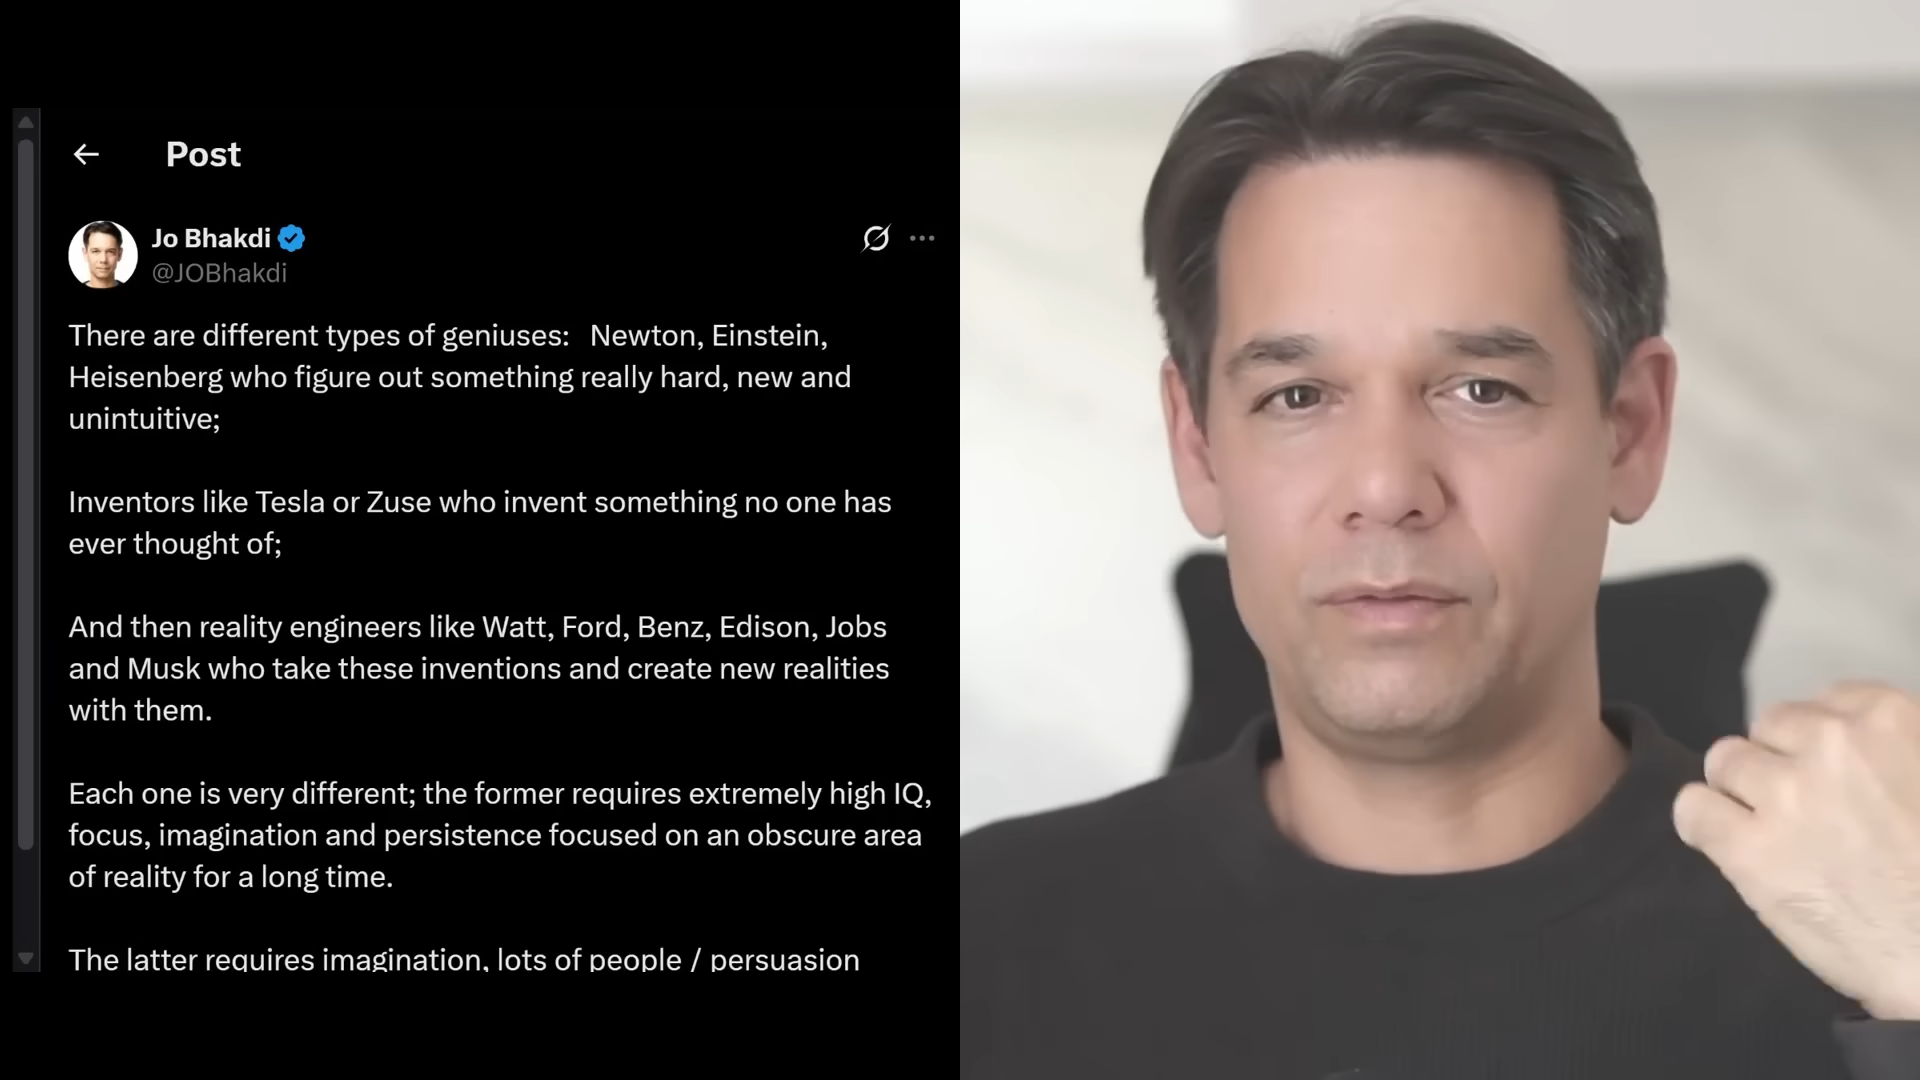 Post
Jo Bhakdi
@JOBhakdi
There are different types of geniuses: Newton, Einstein,
Heisenberg who figure out something really hard, new and
unintuitive;
Inventors like Tesla or Zuse who invent something no one has
ever thought of;
And then reality engineers like Watt, Ford, Benz, Edison, Jobs
and Musk who take these inventions and create new realities
with them.
Each one is very different; the former requires extremely high IQ,
focus, imagination and persistence focused on an obscure area
of reality for a long time.
The latter requires imagination, lots of people / persuasion